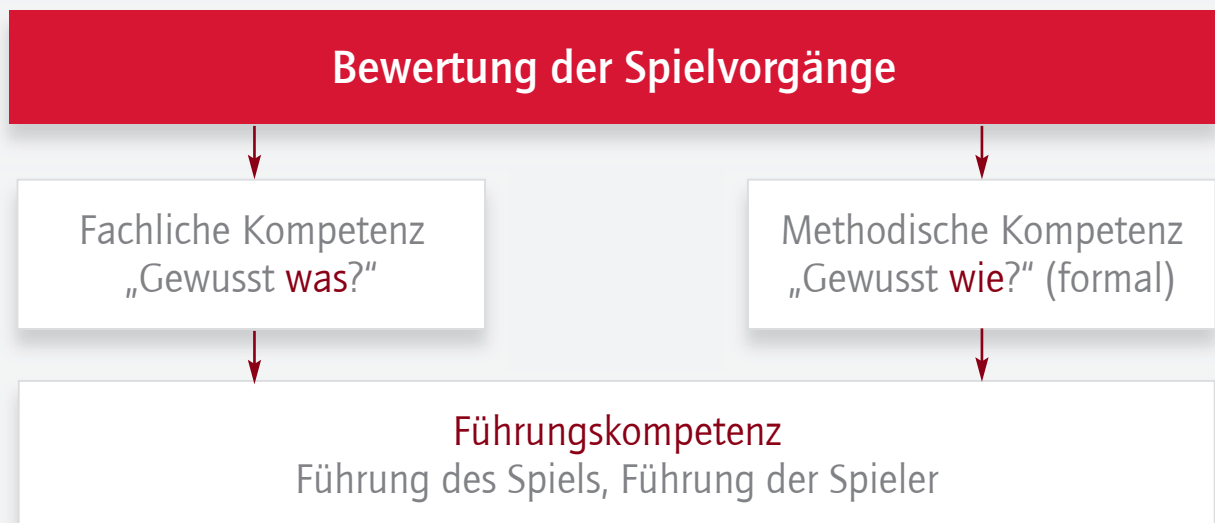 Bewertung der Spielvorgänge
Fachliche Kompetenz
„Gewusst was?“
Methodische Kompetenz
„Gewusst wie?“ (formal)
Führungskompetenz
Führung des Spiels, Führung der Spieler